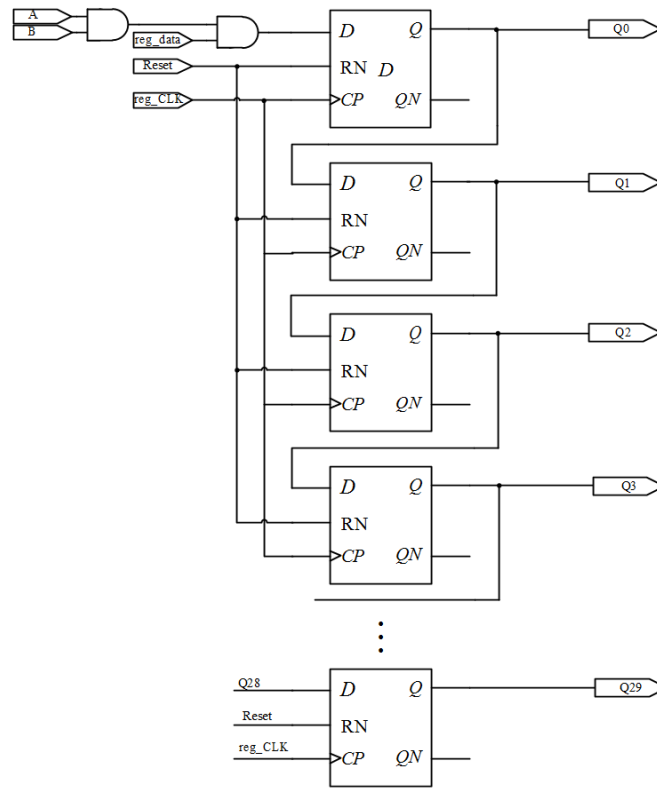 A
B
reg_data
Reset
reg_CLK
D Q Q0
RN D
CP QN
D Q Q1
RN
CP QN
D Q Q2
RN
CP QN
D Q Q3
RN
CP QN
Q28 D Q Q29
Reset RN
reg_CLK CP QN